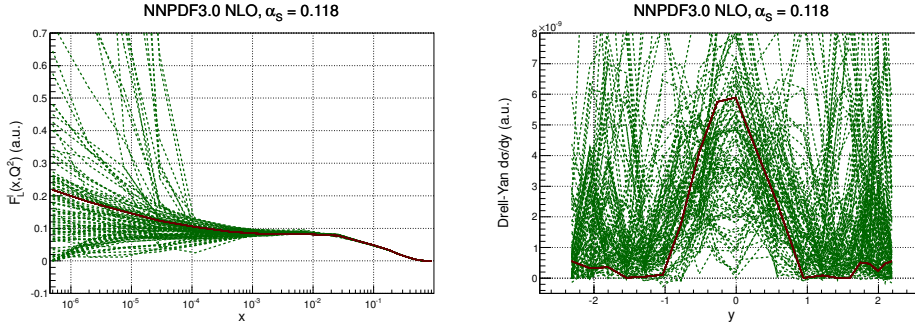 NNPDF3.0 NLO, αS = 0.118
F_L^l(x,Q²) (a.u.)
0.7
0.6
0.5
0.4
0.3
0.2
0.1
0
-0.1
10⁻⁶ 10⁻⁵ 10⁻⁴ 10⁻³ 10⁻² 10⁻¹
x
NNPDF3.0 NLO, αS = 0.118
×10⁻⁹
Drell-Yan dσ/dy (a.u.)
8
7
6
5
4
3
2
1
0
-2 -1 0 1 2
y